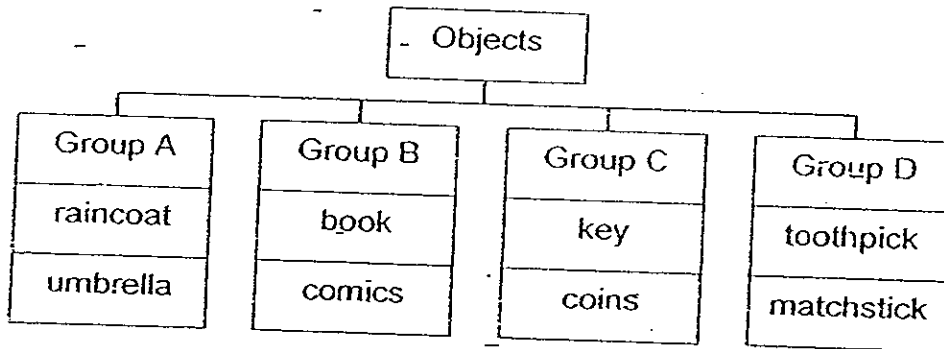 Objects
Group A Group B Group C Group D
raincoat book key toothpick
umbrella comics coins matchstick